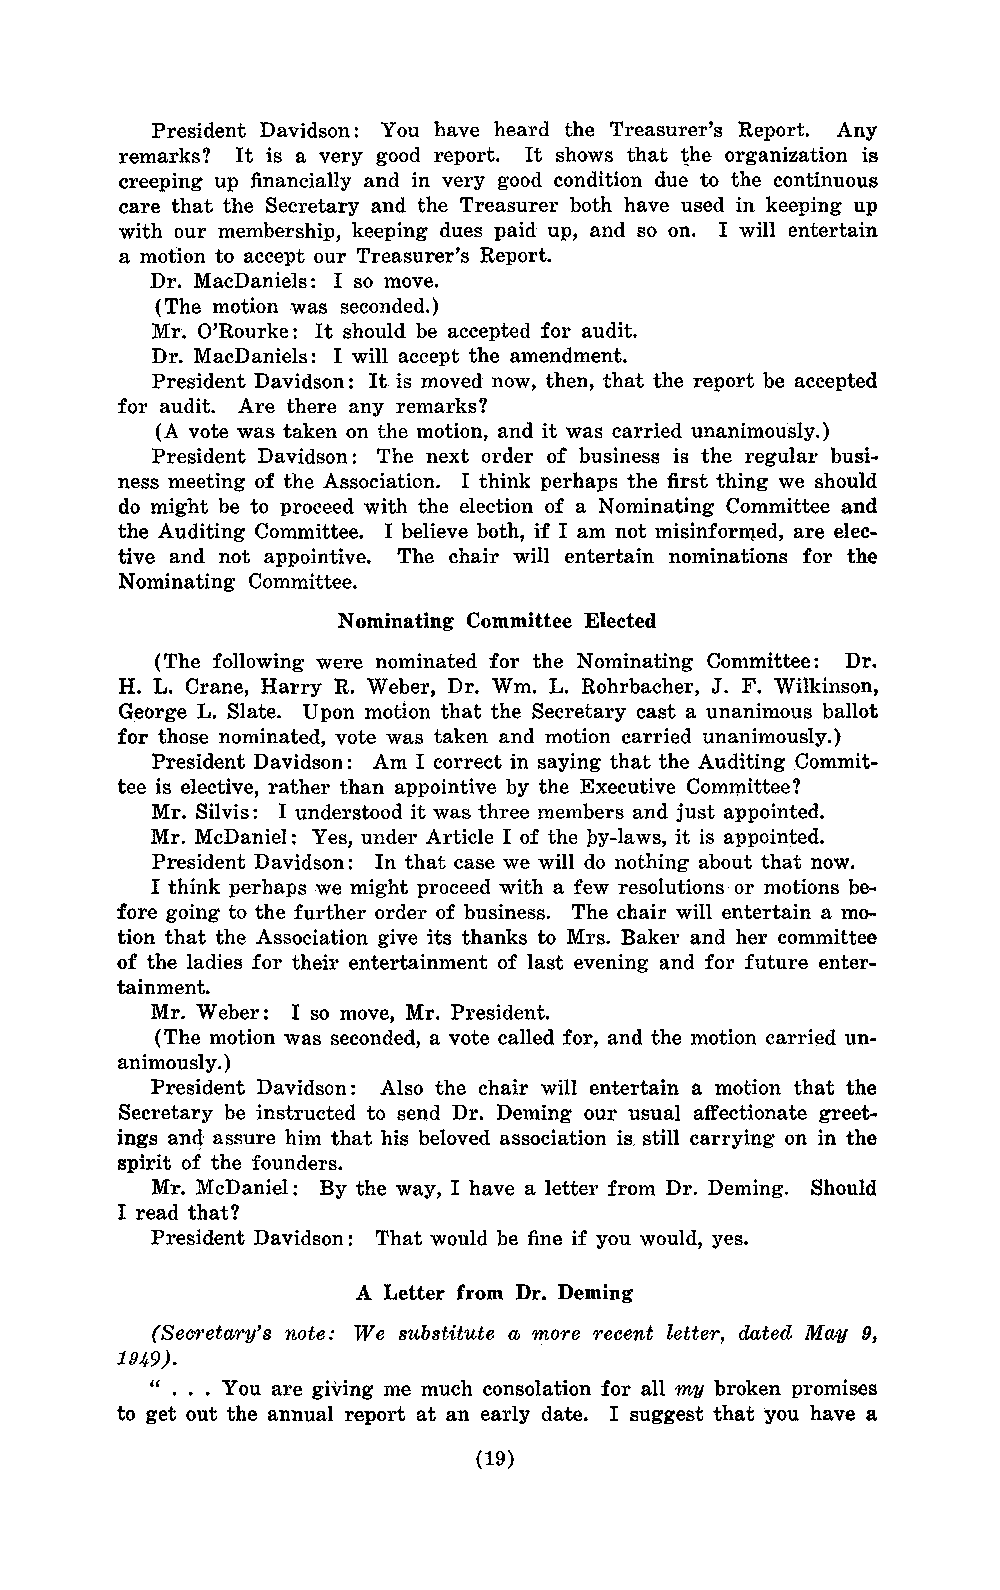 President Davidson: You have heard the Treasurer's Report. Any
remarks? It is a very good report. It shows that the organization is
creeping up financially and in very good condition due to the continuous
care that the Secretary and the Treasurer both have used in keeping up
with our membership, keeping dues paid up, and so on. I will entertain
a motion to accept our Treasurer's Report.
Dr. MacDaniels: I so move.
(The motion was seconded.)
Mr. O'Rourke: It should be accepted for audit.
Dr. MacDaniels: I will accept the amendment.
President Davidson: It is moved now, then, that the report be accepted
for audit. Are there any remarks?
(A vote was taken on the motion, and it was carried unanimously.)
President Davidson: The next order of business is the regular busi-
ness meeting of the Association. I think perhaps the first thing we should
do might be to proceed with the election of a Nominating Committee and
the Auditing Committee. I believe both, if I am not misinformed, are elec-
tive and not appointive. The chair will entertain nominations for the
Nominating Committee.
Nominating Committee Elected
(The following were nominated for the Nominating Committee: Dr.
H. L. Crane, Harry R. Weber, Dr. Wm. L. Rohrbacher, J. F. Wilkinson,
George L. Slate. Upon motion that the Secretary cast a unanimous ballot
for those nominated, vote was taken and motion carried unanimously.)
President Davidson: Am I correct in saying that the Auditing Commit-
tee is elective, rather than appointive by the Executive Committee?
Mr. Silvis: I understood it was three members and just appointed.
Mr. McDaniel: Yes, under Article I of the by-laws, it is appointed.
President Davidson: In that case we will do nothing about that now.
I think perhaps we might proceed with a few resolutions or motions be-
fore going to the further order of business. The chair will entertain a mo-
tion that the Association give its thanks to Mrs. Baker and her committee
of the ladies for their entertainment of last evening and for future enter-
tainment.
Mr. Weber: I so move, Mr. President.
(The motion was seconded, a vote called for, and the motion carried un-
animously.)
President Davidson: Also the chair will entertain a motion that the
Secretary be instructed to send Dr. Deming our usual affectionate greet-
ings and assure him that his beloved association is still carrying on in the
spirit of the founders.
Mr. McDaniel: By the way, I have a letter from Dr. Deming. Should
I read that?
President Davidson: That would be fine if you would, yes.
A Letter from Dr. Deming
(Secretary's note: We substitute a more recent letter, dated May 9,
1949).
" . . . You are giving me much consolation for all my broken promises
to get out the annual report at an early date. I suggest that you have a
(19)